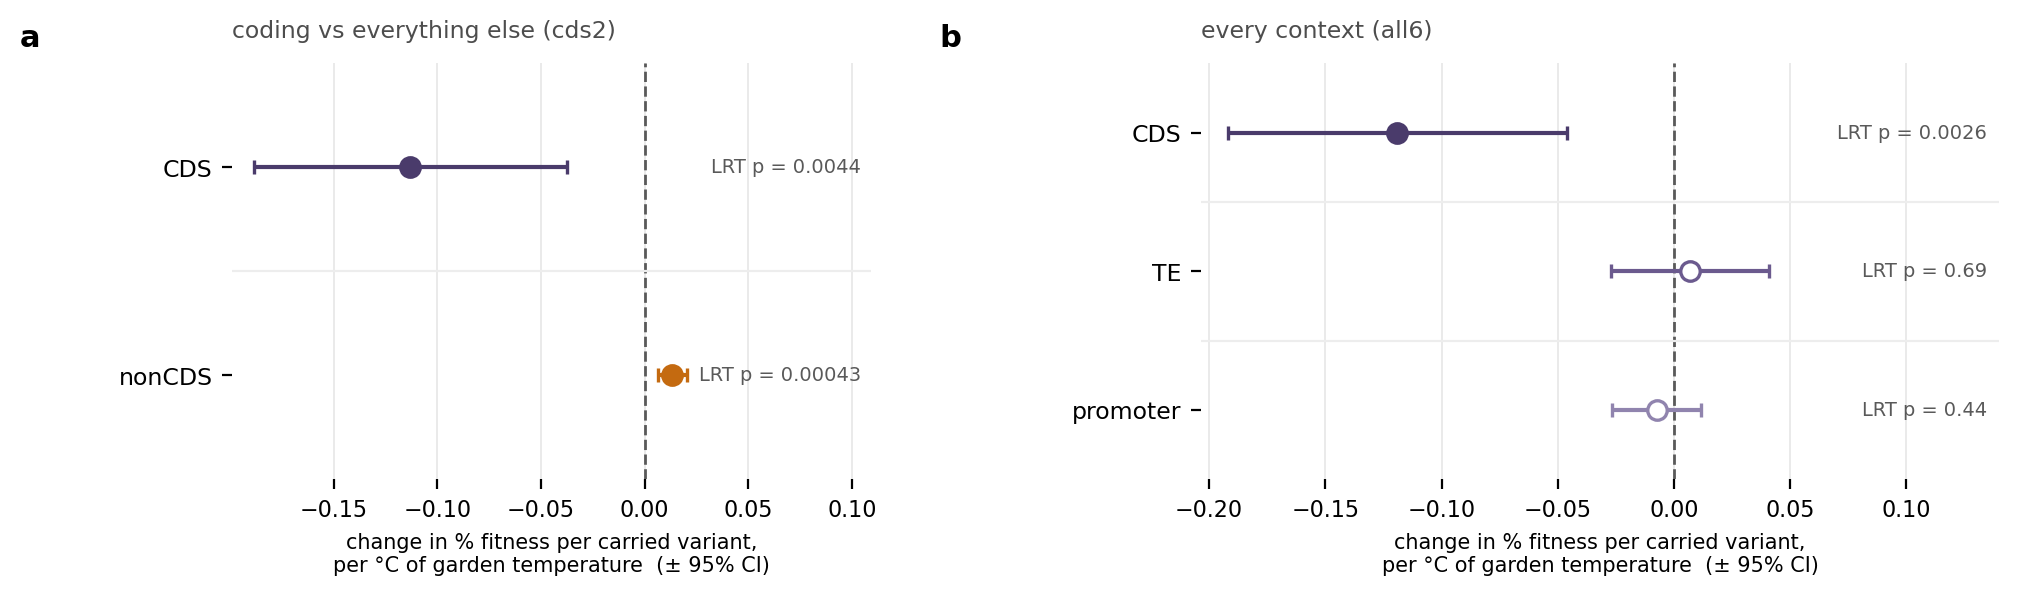 a
coding vs everything else (cds2)
CDS
LRT p = 0.0044
nonCDS
LRT p = 0.00043
−0.15 −0.10 −0.05 0.00 0.05 0.10
change in % fitness per carried variant,
per °C of garden temperature (± 95% CI)
b
every context (all6)
CDS
LRT p = 0.0026
TE
LRT p = 0.69
promoter
LRT p = 0.44
−0.20 −0.15 −0.10 −0.05 0.00 0.05 0.10
change in % fitness per carried variant,
per °C of garden temperature (± 95% CI)